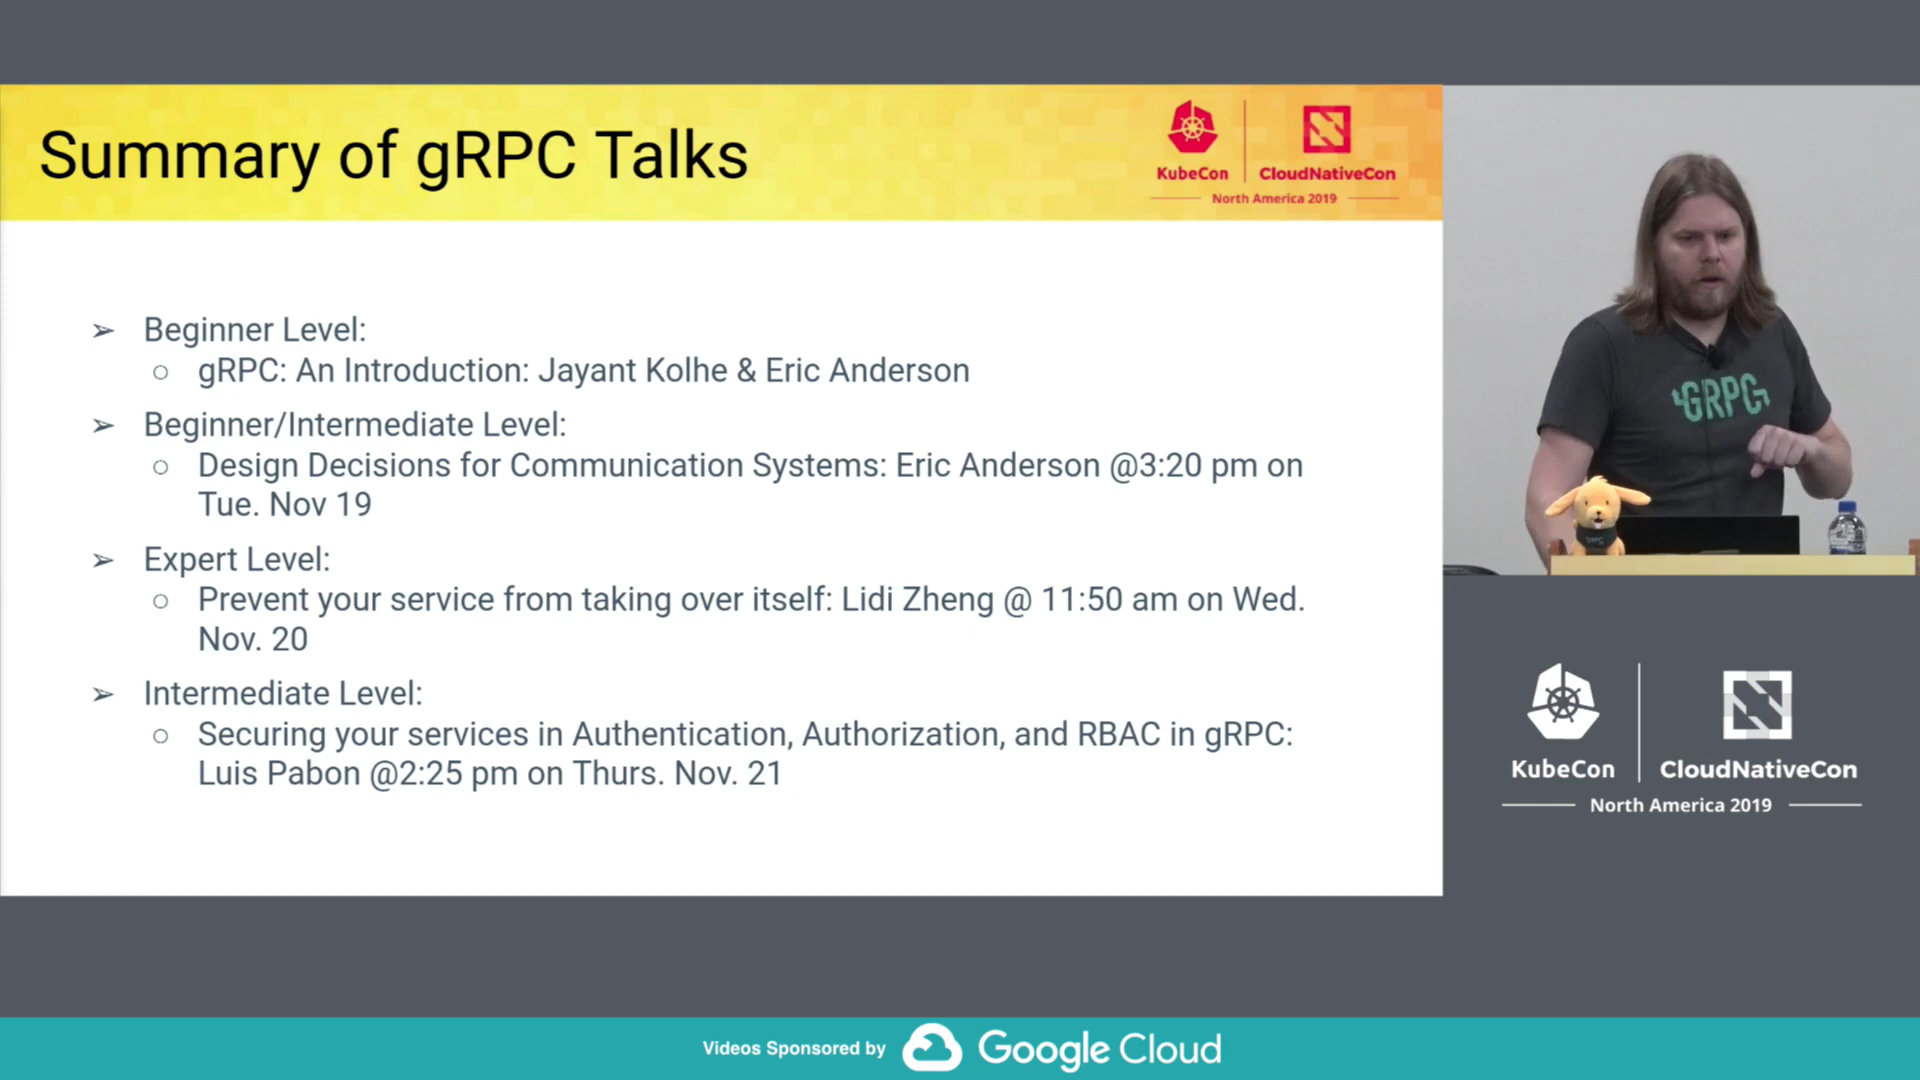 Summary of gRPC Talks
KubeCon
CloudNativeCon
North America 2019
➢ Beginner Level:
○ gRPC: An Introduction: Jayant Kolhe & Eric Anderson
➢ Beginner/Intermediate Level:
○ Design Decisions for Communication Systems: Eric Anderson @3:20 pm on
Tue. Nov 19
➢ Expert Level:
○ Prevent your service from taking over itself: Lidi Zheng @ 11:50 am on Wed.
Nov. 20
➢ Intermediate Level:
○ Securing your services in Authentication, Authorization, and RBAC in gRPC:
Luis Pabon @2:25 pm on Thurs. Nov. 21
GRPC
GRPC
KubeCon
CloudNativeCon
North America 2019
Videos Sponsored by
Google Cloud